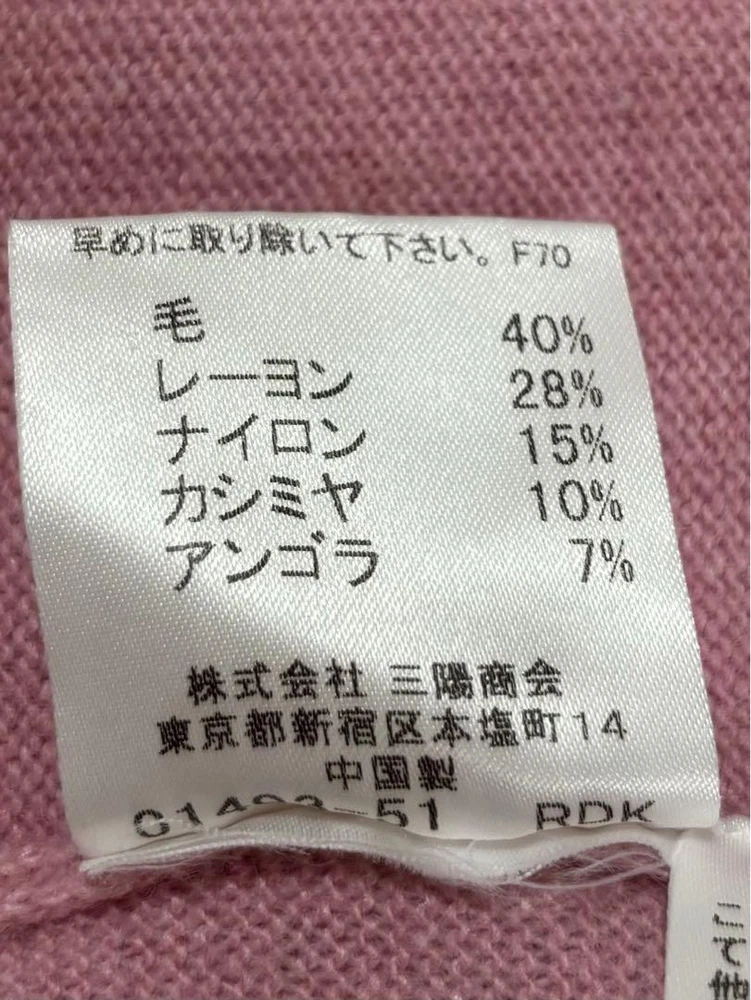 早めに取り除いて下さい。 F70
毛 40%
レーヨン 28%
ナイロン 15%
カシミヤ 10%
アンゴラ 7%
株式会社 三陽商会
東京都新宿区本塩町14
中国製
RDK